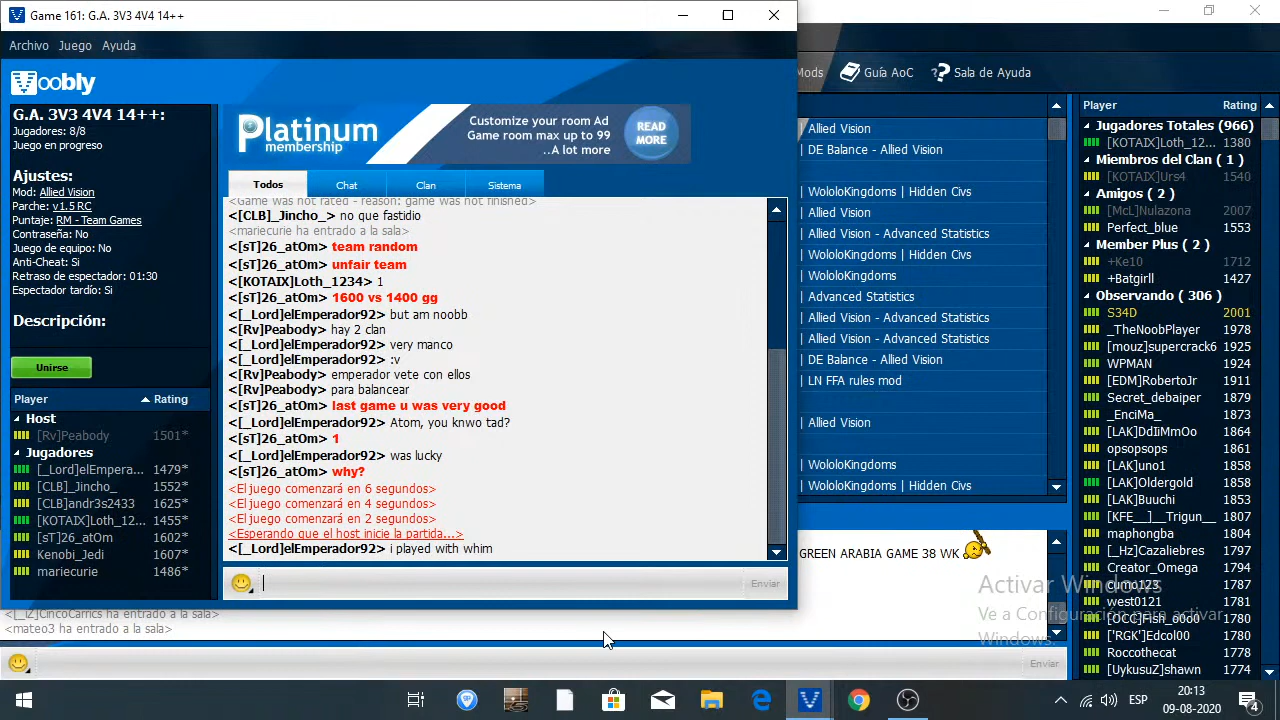 Game 161: G.A. 3V3 4V4 14++
Archivo Juego Ayuda
Voobly
G.A. 3V3 4V4 14++:
Jugadores: 8/8
Juego en progreso
Ajustes:
Mod: Allied Vision
Parche: v1.5 RC
Puntaje: RM - Team Games
Contraseña: No
Juego de equipo: No
Anti-Cheat: Si
Retraso de espectador: 01:30
Espectador tardío: Si
Descripción:
Unirse
Player Rating
Host
[Rv]Peabody 1501*
Jugadores
[_Lord]elEmpera... 1479*
[CLB]_Jincho_ 1552*
[CLB]andr3s2433 1625*
[KOTAIX]Loth_12... 1455*
[sT]26_atOm 1602*
Kenobi_Jedi 1607*
mariecurie 1486*
Platinum
membership
Customize your room Ad
Game room max up to 99
..A lot more
READ
MORE
Todos Chat Clan Sistema
<Game was not rated - reason: game was not finished>
<[CLB]_Jincho_> no que fastidio
<mariecurie ha entrado a la sala>
<[sT]26_atOm> team random
<[sT]26_atOm> unfair team
<[KOTAIX]Loth_1234> 1
<[sT]26_atOm> 1600 vs 1400 gg
<[_Lord]elEmperador92> but am noobb
<[Rv]Peabody> hay 2 clan
<[_Lord]elEmperador92> very manco
<[_Lord]elEmperador92> :v
<[Rv]Peabody> emperador vete con ellos
<[Rv]Peabody> para balancear
<[sT]26_atOm> last game u was very good
<[_Lord]elEmperador92> Atom, you knwo tad?
<[sT]26_atOm> 1
<[_Lord]elEmperador92> was lucky
<[sT]26_atOm> why?
<El juego comenzará en 6 segundos>
<El juego comenzará en 4 segundos>
<El juego comenzará en 2 segundos>
<Esperando que el host inicie la partida...>
<[_Lord]elEmperador92> i played with whim
Enviar
Mods Guía AoC Sala de Ayuda
| Allied Vision
| DE Balance - Allied Vision
| WololoKingdoms | Hidden Civs
| Allied Vision
| Allied Vision - Advanced Statistics
| WololoKingdoms | Hidden Civs
| WololoKingdoms
| Advanced Statistics
| Allied Vision - Advanced Statistics
| Allied Vision - Advanced Statistics
| DE Balance - Allied Vision
| LN FFA rules mod
| Allied Vision
| WololoKingdoms
| WololoKingdoms | Hidden Civs
GREEN ARABIA GAME 38 WK
<[_iZ]CincoCarrics ha entrado a la sala>
<mateo3 ha entrado a la sala>
Enviar
Player Rating
Jugadores Totales (966)
[KOTAIX]Loth_12... 1380
Miembros del Clan ( 1 )
[KOTAIX]Urs4 1540
Amigos ( 2 )
[McL]Nulazona 2007
Perfect_blue 1553
Member Plus ( 2 )
+Ke10 1712
+Batgirll 1427
Observando ( 306 )
S34D 2001
_TheNoobPlayer 1978
[mouz]supercrack6 1925
WPMAN 1924
[EDM]RobertoJr 1911
Secret_debaiper 1879
_EnciMa_ 1873
[LAK]DdIiMmOo 1864
opsopsops 1861
[LAK]uno1 1858
[LAK]Oldergold 1858
[LAK]Buuchi 1853
[KFE__]__Trigun__ 1807
maphongba 1804
[_Hz]Cazaliebres 1797
Creator_Omega 1794
cumo123 1787
west0121 1781
[OCC]Fish_6000 1780
['RGK']Edcol00 1780
Roccothecat 1780
[UykusuZ]shawn 1774
Activar Windows
Ve a Configuración para activar
Windows.
ESP
20:13
09-08-2020
4